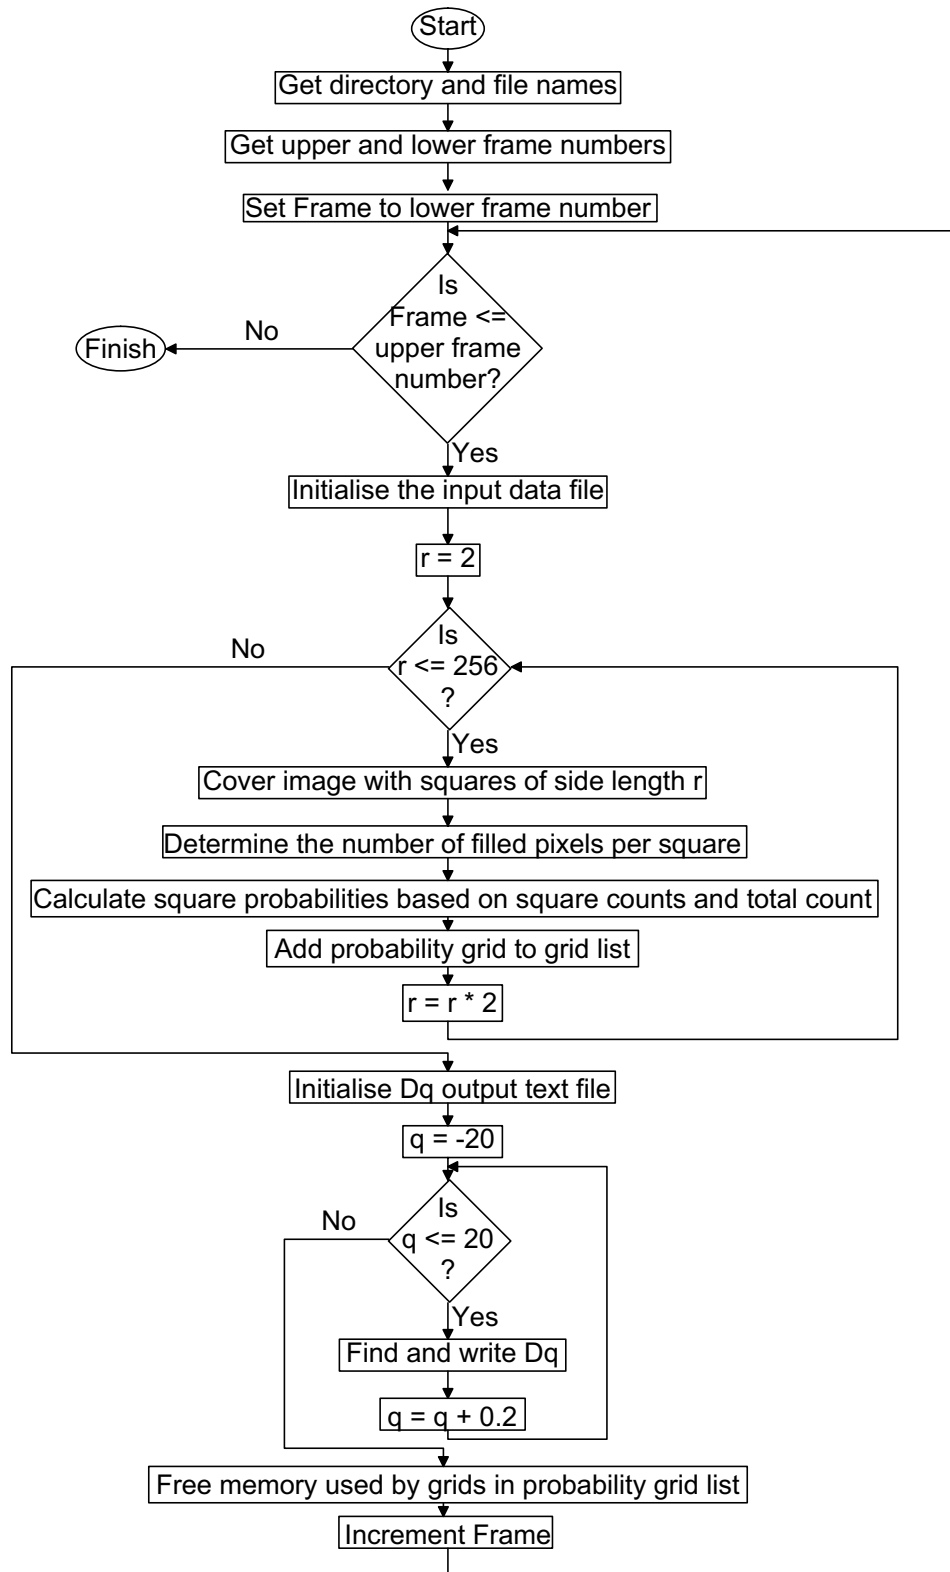 Start
Get directory and file names
Get upper and lower frame numbers
Set Frame to lower frame number
Is
Frame <=
upper frame
number?
No
Finish
Yes
Initialise the input data file
r = 2
Is
r <= 256
?
No
Yes
Cover image with squares of side length r
Determine the number of filled pixels per square
Calculate square probabilities based on square counts and total count
Add probability grid to grid list
r = r * 2
Initialise Dq output text file
q = -20
Is
q <= 20
?
No
Yes
Find and write Dq
q = q + 0.2
Free memory used by grids in probability grid list
Increment Frame